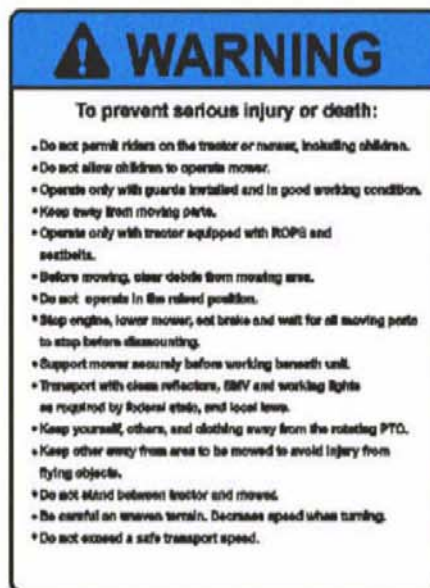 WARNING
To prevent serious injury or death:
• Do not permit riders on the tractor or mower, including children.
• Do not allow children to operate mower.
• Operate only with guards installed and in good working condition.
• Keep away from moving parts.
• Operate only with tractor equipped with ROPS and
seatbelts.
• Before mowing, clear debris from mowing area.
• Do not operate in the raised position.
• Stop engine, lower mower, set brake and wait for all moving parts
to stop before dismounting.
• Support mower securely before working beneath unit.
• Transport with clean reflectors, SMV and working lights
as required by federal state, and local laws.
• Keep yourself, others, and clothing away from the rotating PTO.
• Keep other away from area to be mowed to avoid injury from
flying objects.
• Do not stand between tractor and mower.
• Be careful on uneven terrain. Decrease speed when turning.
• Do not exceed a safe transport speed.